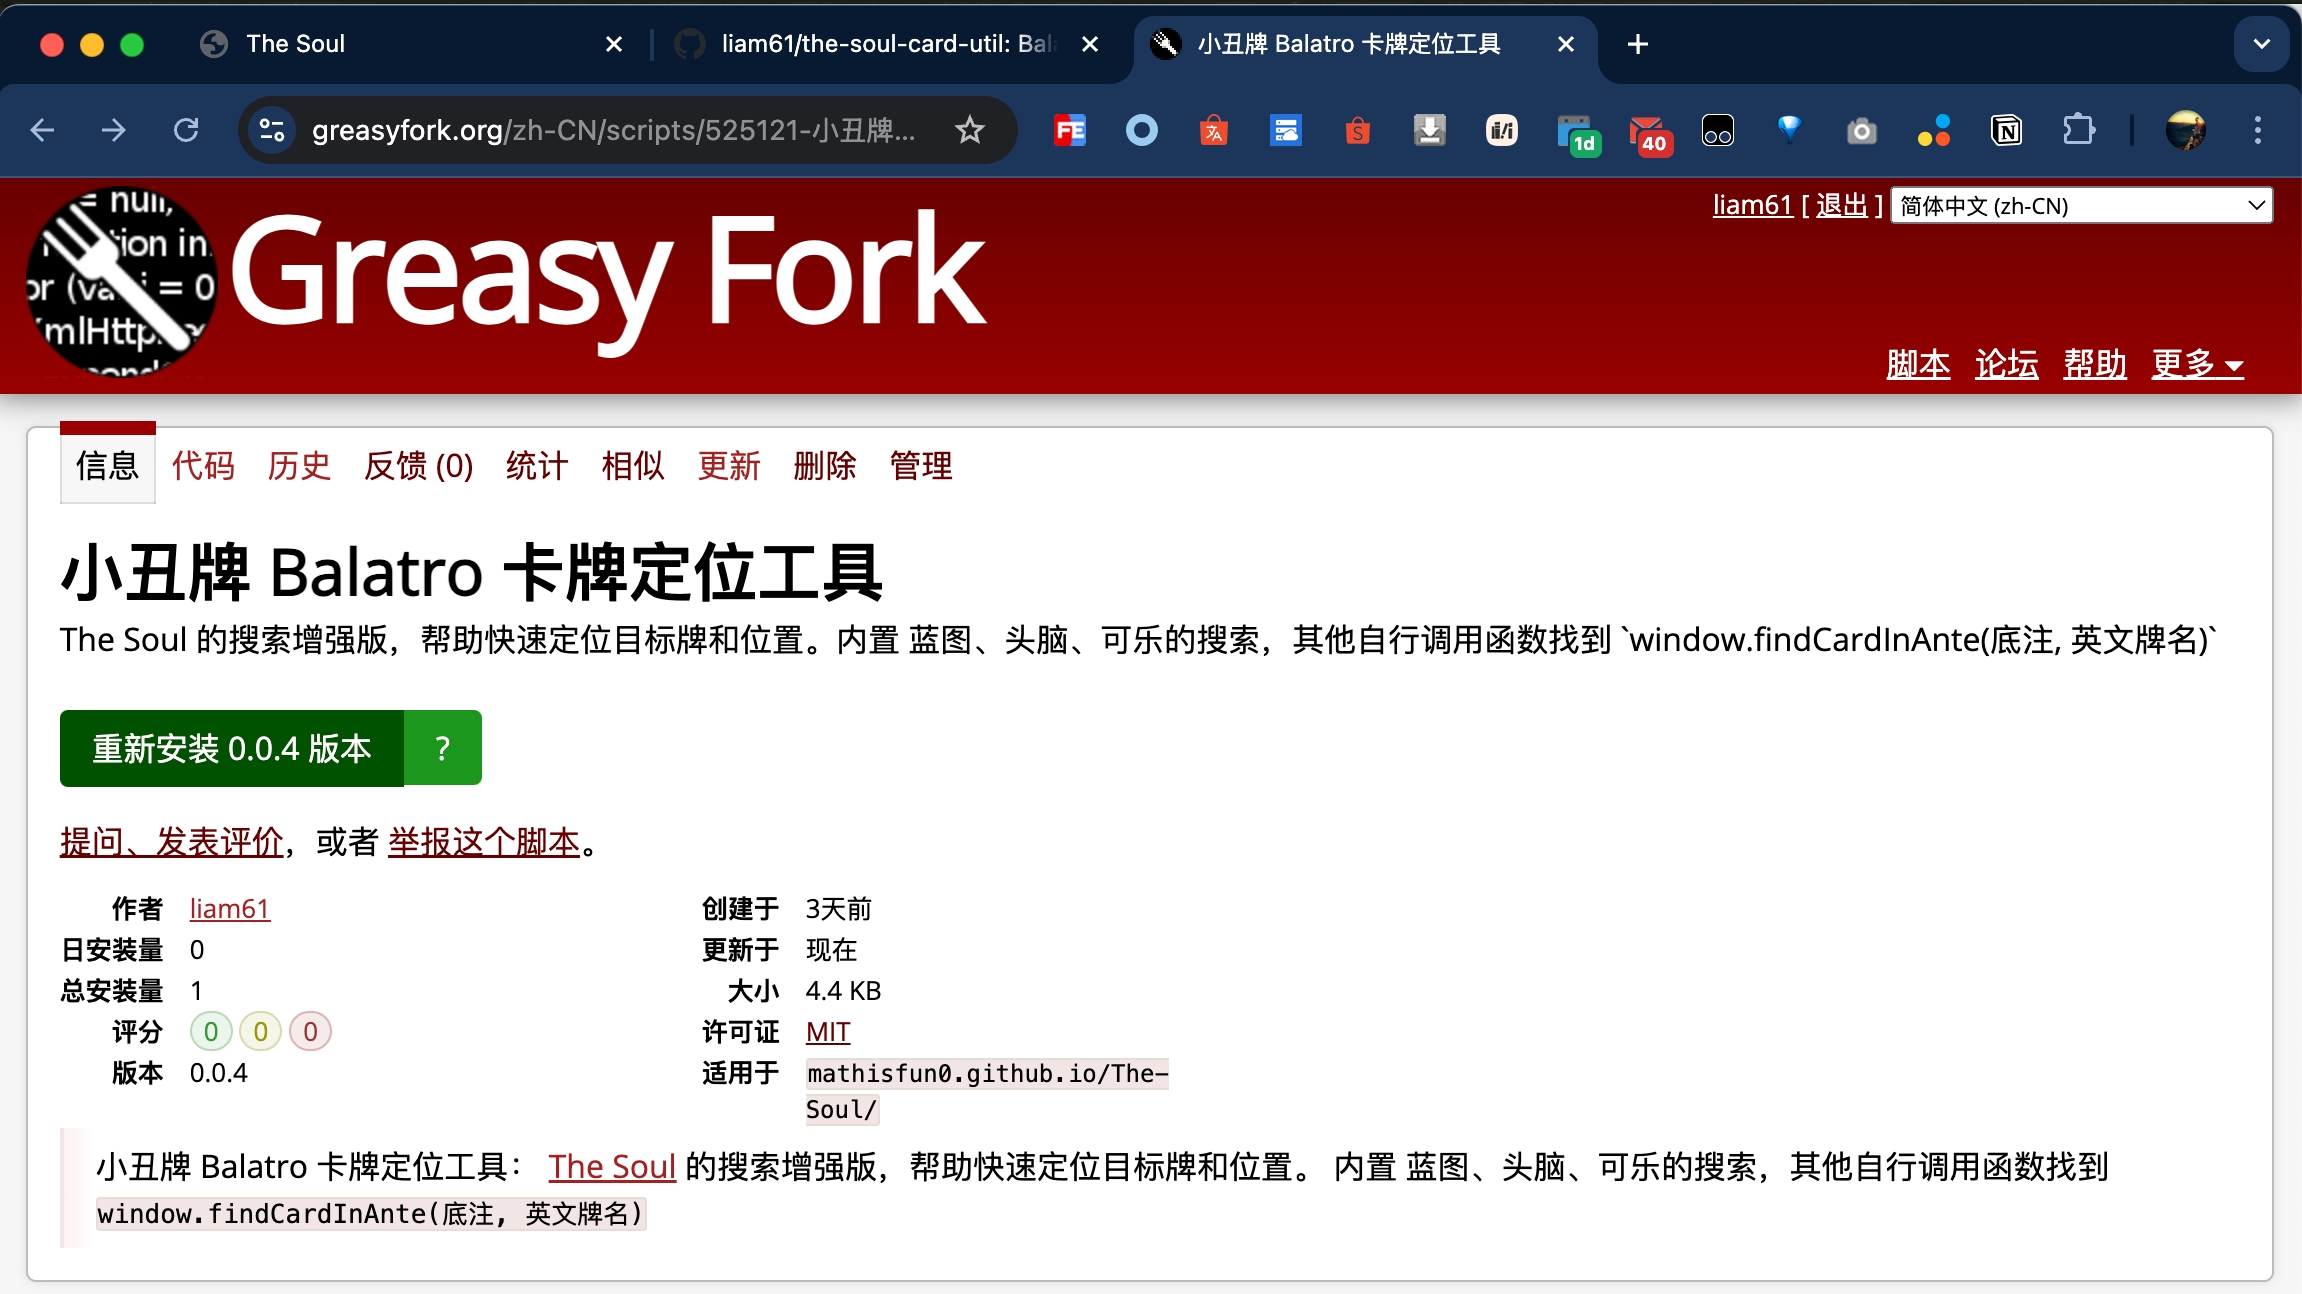 The Soul
liam61/the-soul-card-util: Bal
小丑牌 Balatro 卡牌定位工具
greasyfork.org/zh-CN/scripts/525121-小丑牌...
FE
1d
40
Greasy Fork
liam61 [ 退出 ] 简体中文 (zh-CN)
脚本 论坛 帮助 更多
信息 代码 历史 反馈 (0) 统计 相似 更新 删除 管理
小丑牌 Balatro 卡牌定位工具
The Soul 的搜索增强版，帮助快速定位目标牌和位置。内置 蓝图、头脑、可乐的搜索，其他自行调用函数找到 `window.findCardInAnte(底注, 英文牌名)`
重新安装 0.0.4 版本 ?
提问、发表评价，或者 举报这个脚本。
作者 liam61
日安装量 0
总安装量 1
评分 0 0 0
版本 0.0.4
创建于 3天前
更新于 现在
大小 4.4 KB
许可证 MIT
适用于 mathisfun0.github.io/The-
Soul/
小丑牌 Balatro 卡牌定位工具： The Soul 的搜索增强版，帮助快速定位目标牌和位置。 内置 蓝图、头脑、可乐的搜索，其他自行调用函数找到
window.findCardInAnte(底注, 英文牌名)